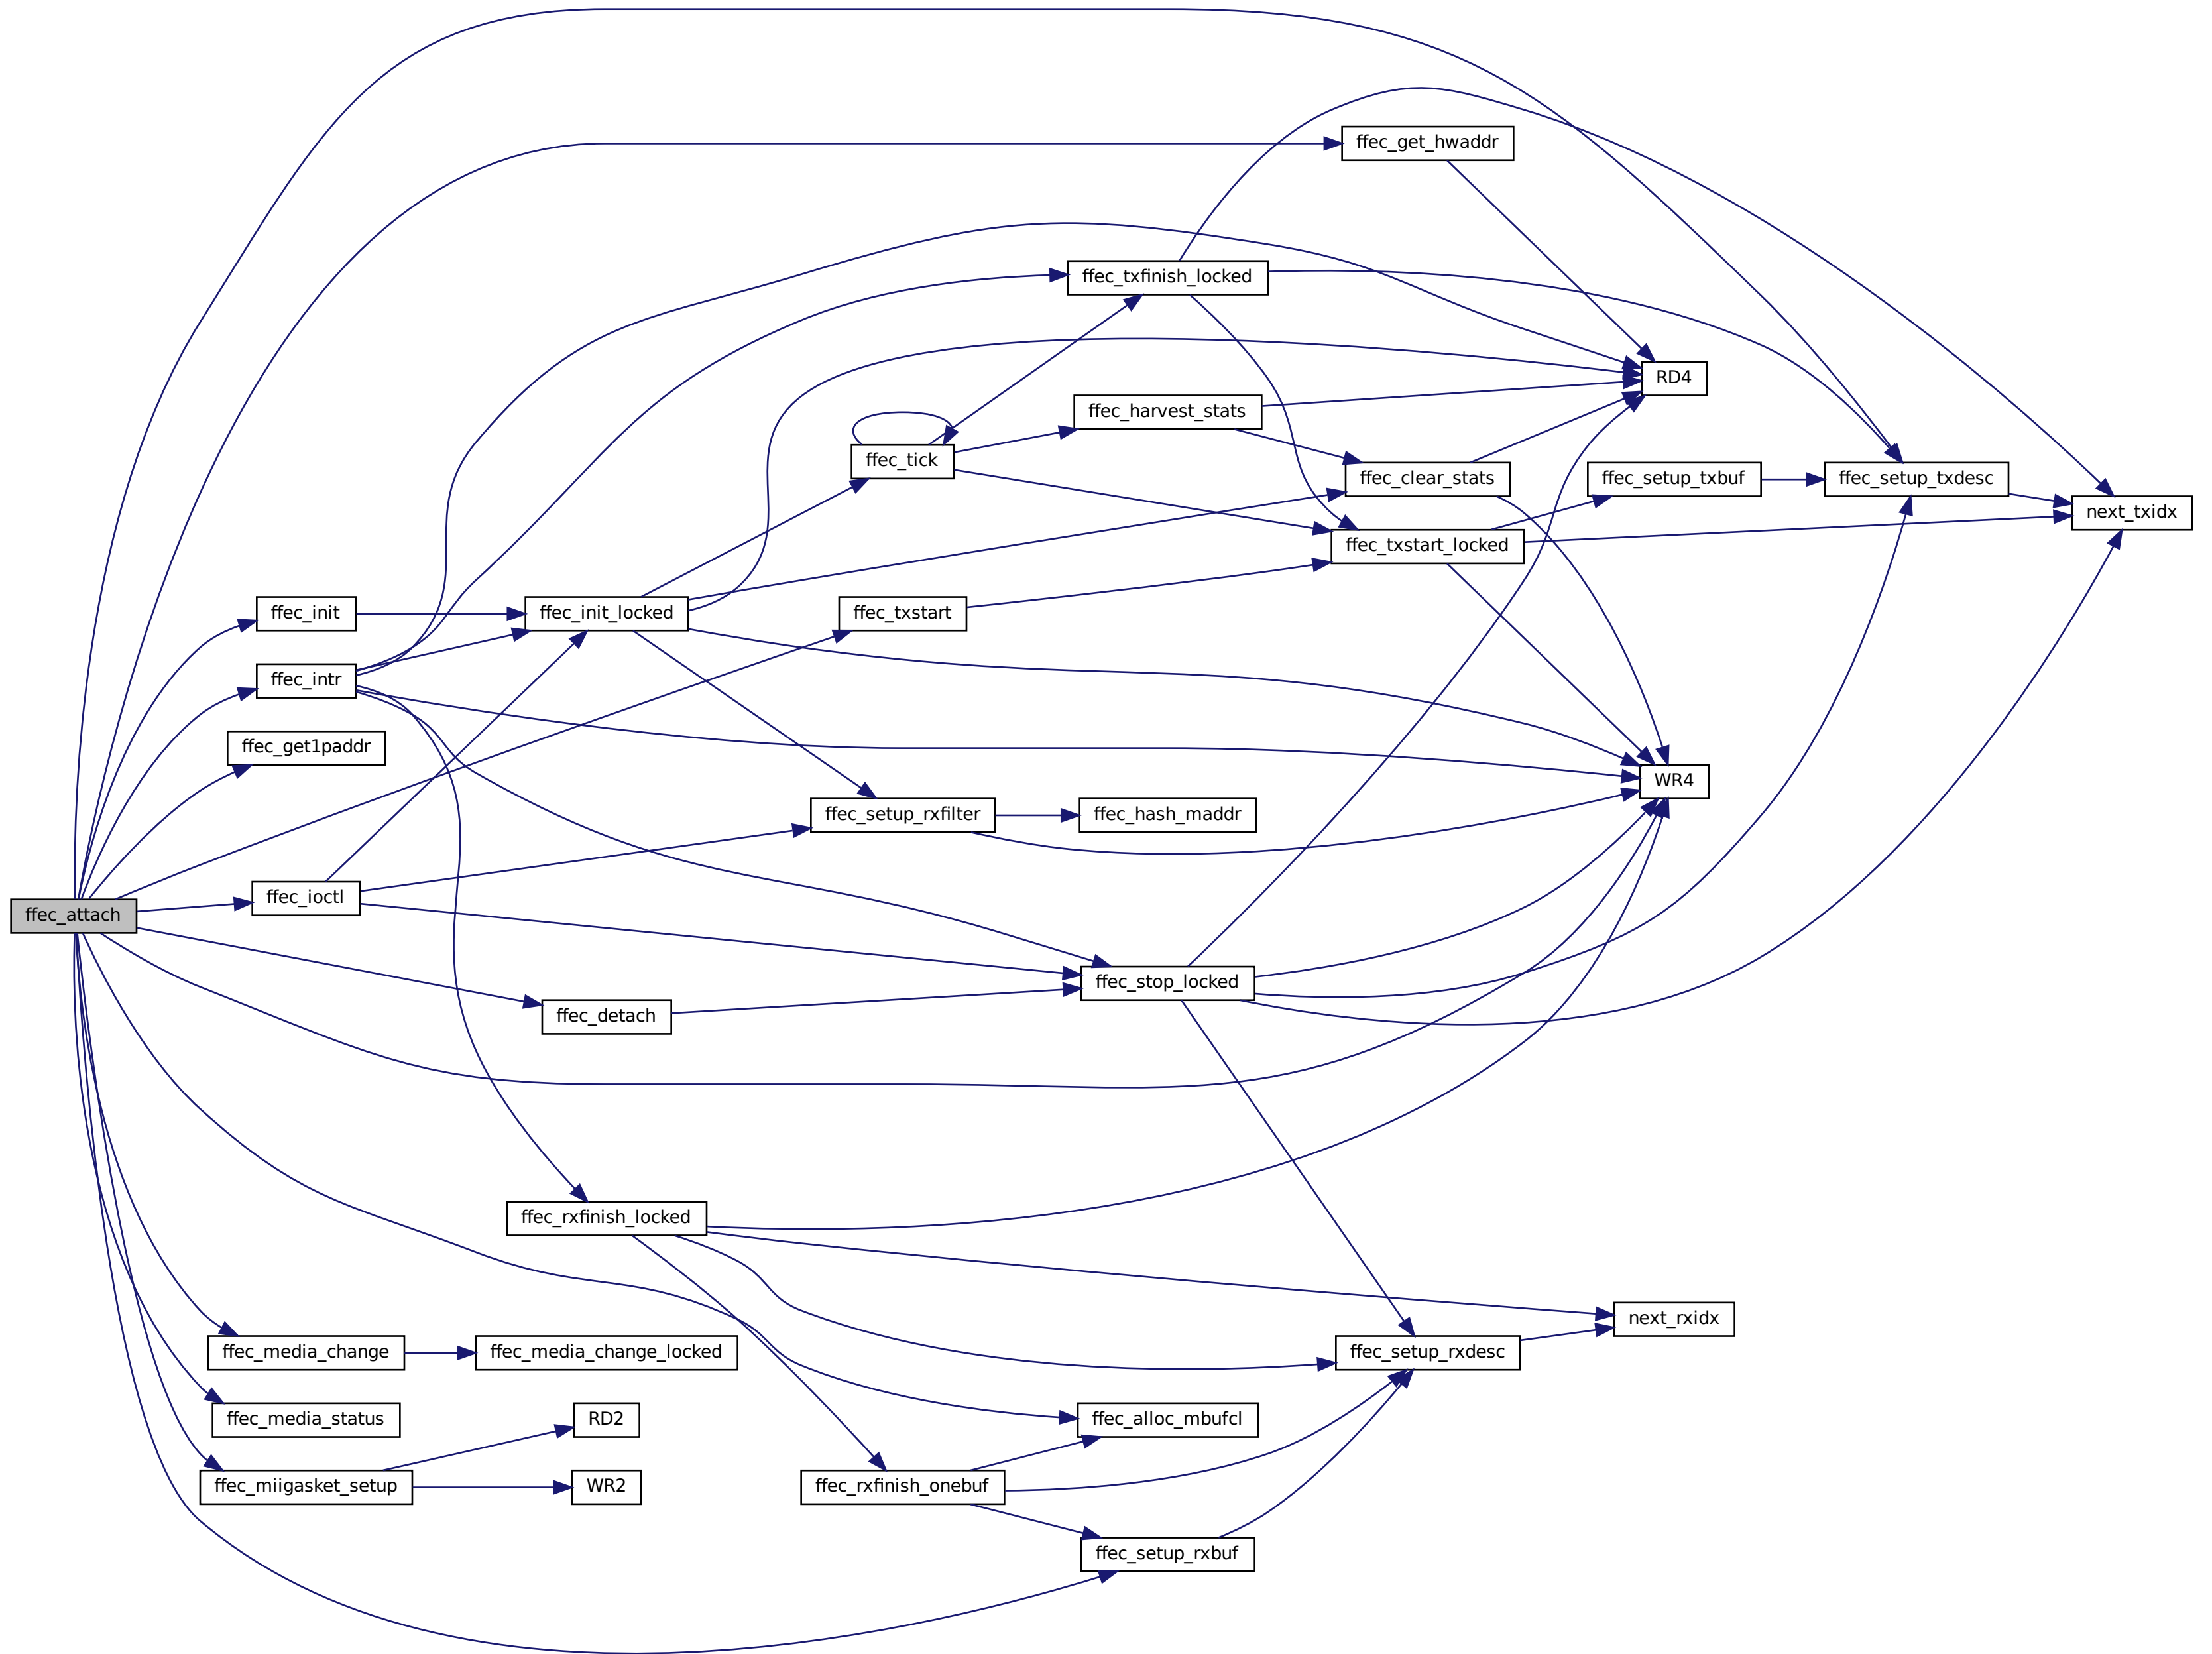 ffec_get_hwaddr
ffec_txfinish_locked
RD4
ffec_harvest_stats
ffec_tick
ffec_clear_stats
ffec_setup_txbuf
ffec_setup_txdesc
next_txidx
ffec_txstart_locked
ffec_init
ffec_init_locked
ffec_txstart
ffec_intr
ffec_get1paddr
WR4
ffec_setup_rxfilter
ffec_hash_maddr
ffec_ioctl
ffec_attach
ffec_stop_locked
ffec_detach
ffec_rxfinish_locked
next_rxidx
ffec_media_change
ffec_media_change_locked
ffec_setup_rxdesc
ffec_media_status
RD2
ffec_alloc_mbufcl
ffec_miigasket_setup
WR2
ffec_rxfinish_onebuf
ffec_setup_rxbuf